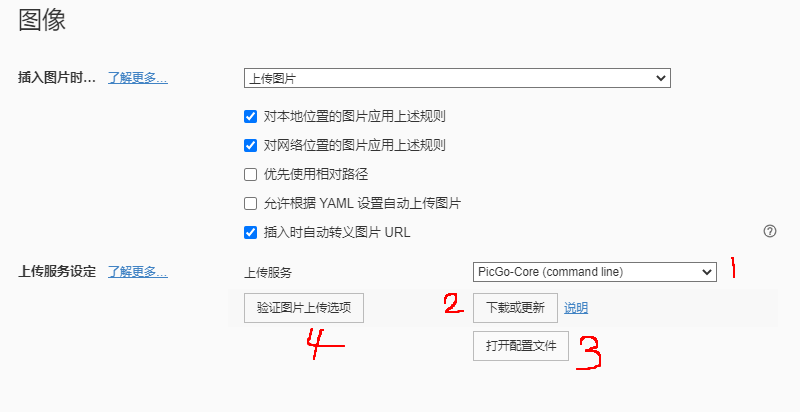 图像
插入图片时... 了解更多... 上传图片
对本地位置的图片应用上述规则
对网络位置的图片应用上述规则
优先使用相对路径
允许根据 YAML 设置自动上传图片
插入时自动转义图片 URL
上传服务设定 了解更多... 上传服务 PicGo-Core (command line) 1
验证图片上传选项 2 下载或更新 说明
4 打开配置文件 3